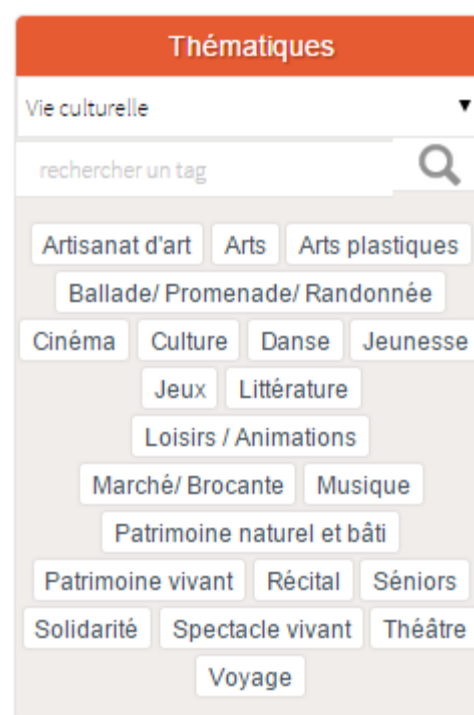 Thématiques
Vie culturelle
rechercher un tag
Artisanat d'art Arts Arts plastiques
Ballade/ Promenade/ Randonnée
Cinéma Culture Danse Jeunesse
Jeux Littérature
Loisirs / Animations
Marché/ Brocante Musique
Patrimoine naturel et bâti
Patrimoine vivant Récital Séniors
Solidarité Spectacle vivant Théâtre
Voyage